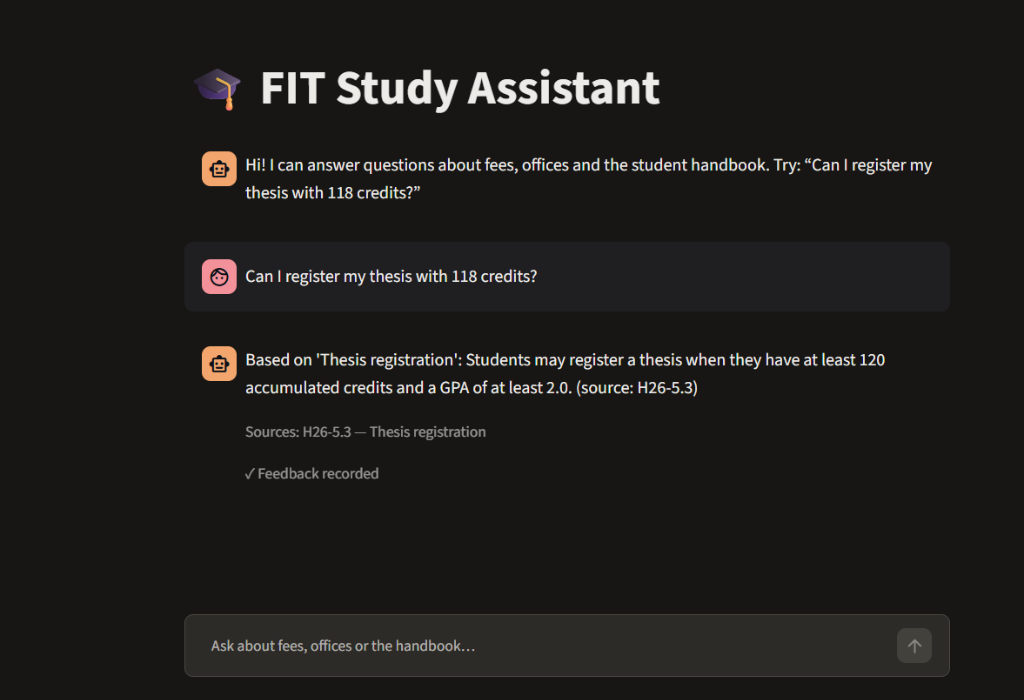 FIT Study Assistant
Hi! I can answer questions about fees, offices and the student handbook. Try: “Can I register my
thesis with 118 credits?”
Can I register my thesis with 118 credits?
Based on 'Thesis registration': Students may register a thesis when they have at least 120
accumulated credits and a GPA of at least 2.0. (source: H26-5.3)
Sources: H26-5.3 — Thesis registration
✓ Feedback recorded
Ask about fees, offices or the handbook…